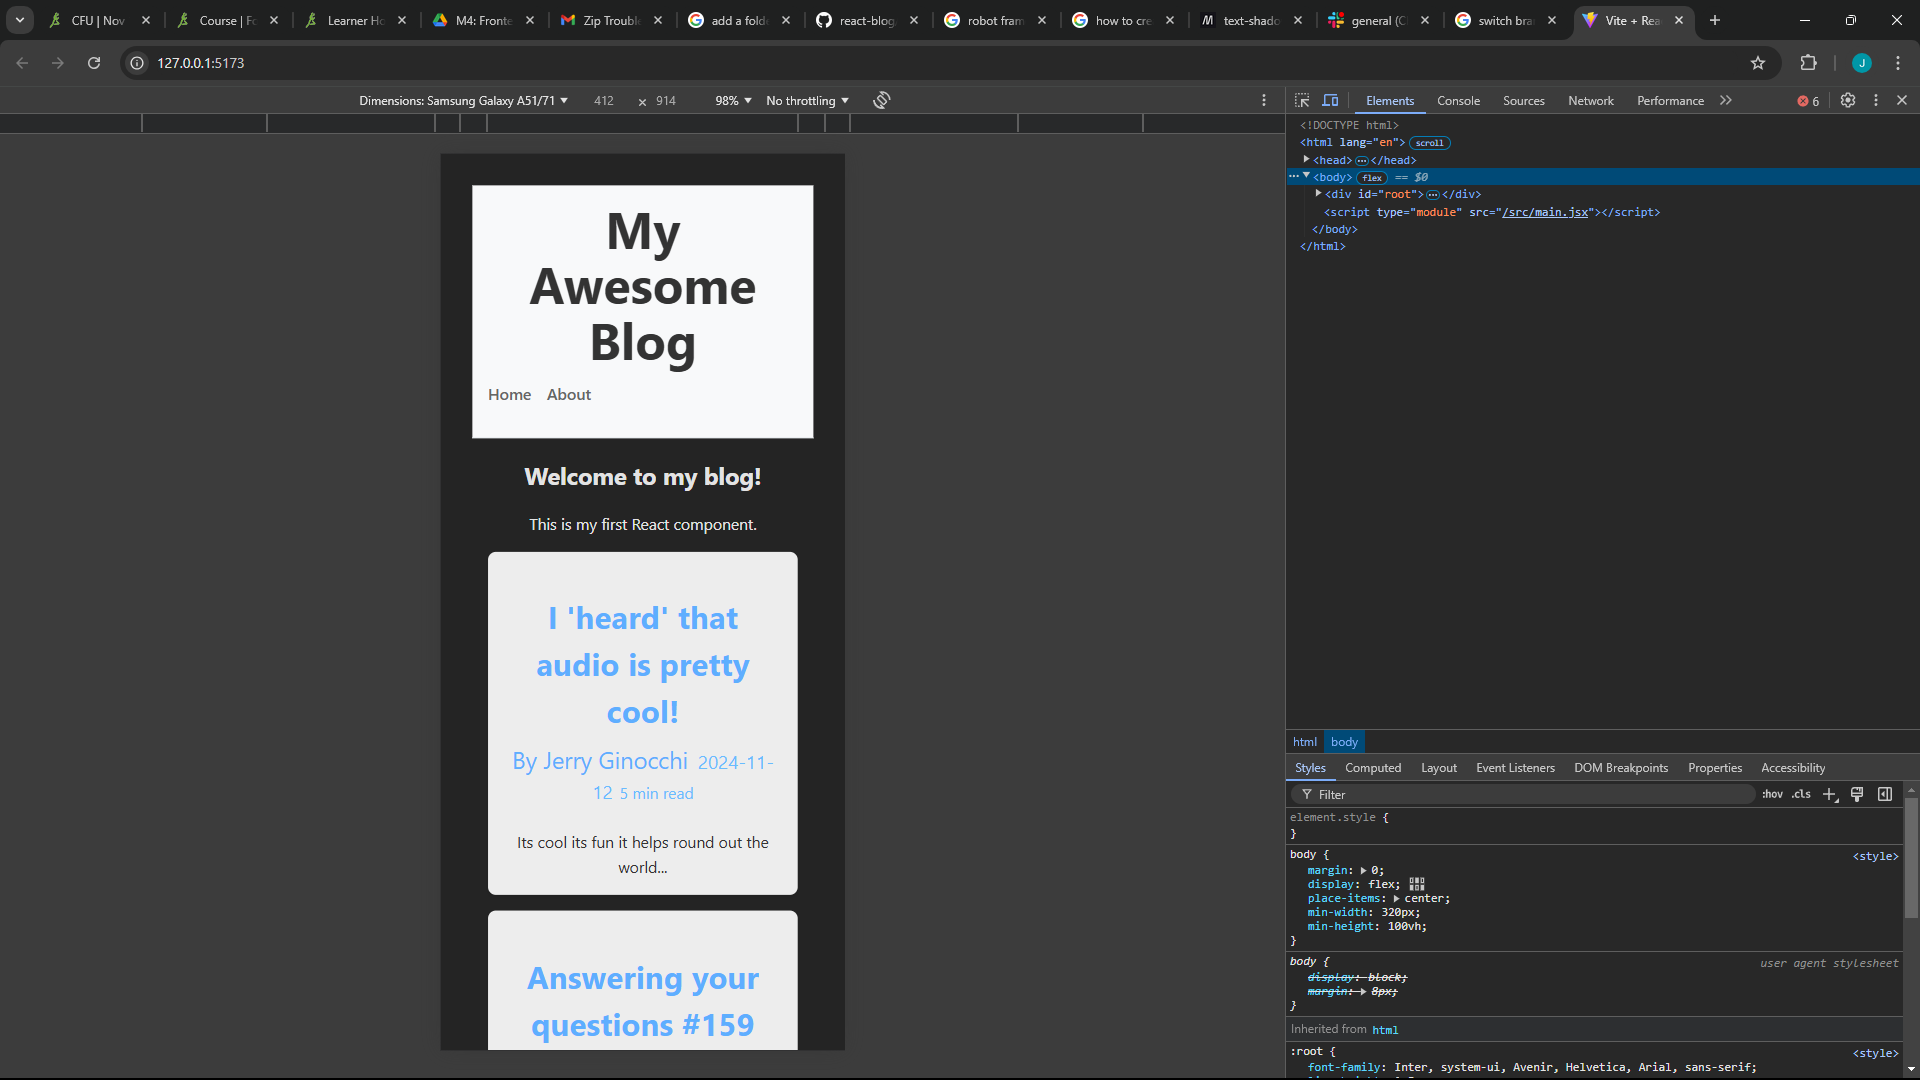 CFU | Nov
Course | Fo
Learner Ho
M4: Fronte
Zip Troubl
add a folde
react-blog
robot fram
how to cre
text-shado
general (C
switch bra
Vite + Rea
127.0.0.1:5173
J
Dimensions: Samsung Galaxy A51/71
412 × 914
98%
No throttling
Elements Console Sources Network Performance
6
<!DOCTYPE html>
<html lang="en"> scroll
<head> ⋯ </head>
<body> flex == $0
<div id="root"> ⋯ </div>
<script type="module" src="/src/main.jsx"></script>
</body>
</html>
My
Awesome
Blog
Home About
Welcome to my blog!
This is my first React component.
I 'heard' that
audio is pretty
cool!
By Jerry Ginocchi 2024-11-
12 5 min read
Its cool its fun it helps round out the
world...
Answering your
questions #159
html body
Styles Computed Layout Event Listeners DOM Breakpoints Properties Accessibility
Filter
:hov .cls
element.style {
}
body { <style>
margin: 0;
display: flex;
place-items: center;
min-width: 320px;
min-height: 100vh;
}
body { user agent stylesheet
display: block;
margin: 8px;
}
Inherited from html
:root { <style>
font-family: Inter, system-ui, Avenir, Helvetica, Arial, sans-serif;